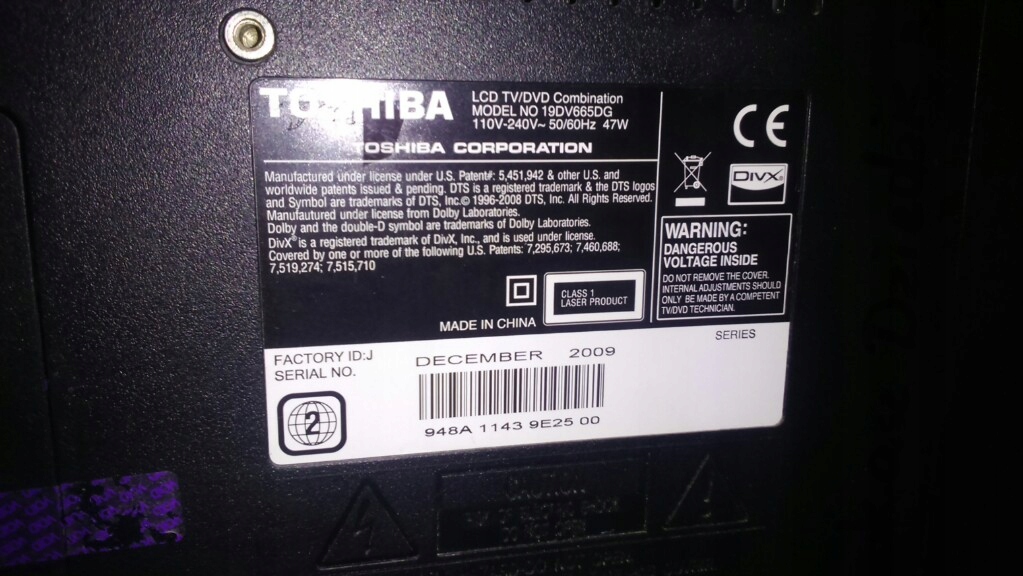 TOSHIBA
LCD TV/DVD Combination
MODEL NO 19DV665DG
110V-240V~ 50/60Hz 47W
TOSHIBA CORPORATION
Manufactured under license under U.S. Patent#: 5,451,942 & other U.S. and
worldwide patents issued & pending. DTS is a registered trademark & the DTS logos
and Symbol are trademarks of DTS, Inc.© 1996-2008 DTS, Inc. All Rights Reserved.
Manufautured under license from Dolby Laboratories.
Dolby and the double-D symbol are trademarks of Dolby Laboratories.
DivX® is a registered trademark of DivX, Inc., and is used under license.
Covered by one or more of the following U.S. Patents: 7,295,673; 7,460,688;
7,519,274; 7,515,710
CE
DIVX®
WARNING:
DANGEROUS
VOLTAGE INSIDE
DO NOT REMOVE THE COVER.
INTERNAL ADJUSTMENTS SHOULD
ONLY BE MADE BY A COMPETENT
TV/DVD TECHNICIAN.
CLASS 1
LASER PRODUCT
MADE IN CHINA
SERIES
FACTORY ID:J
SERIAL NO.
DECEMBER 2009
2
948A 1143 9E25 00
CAUTION